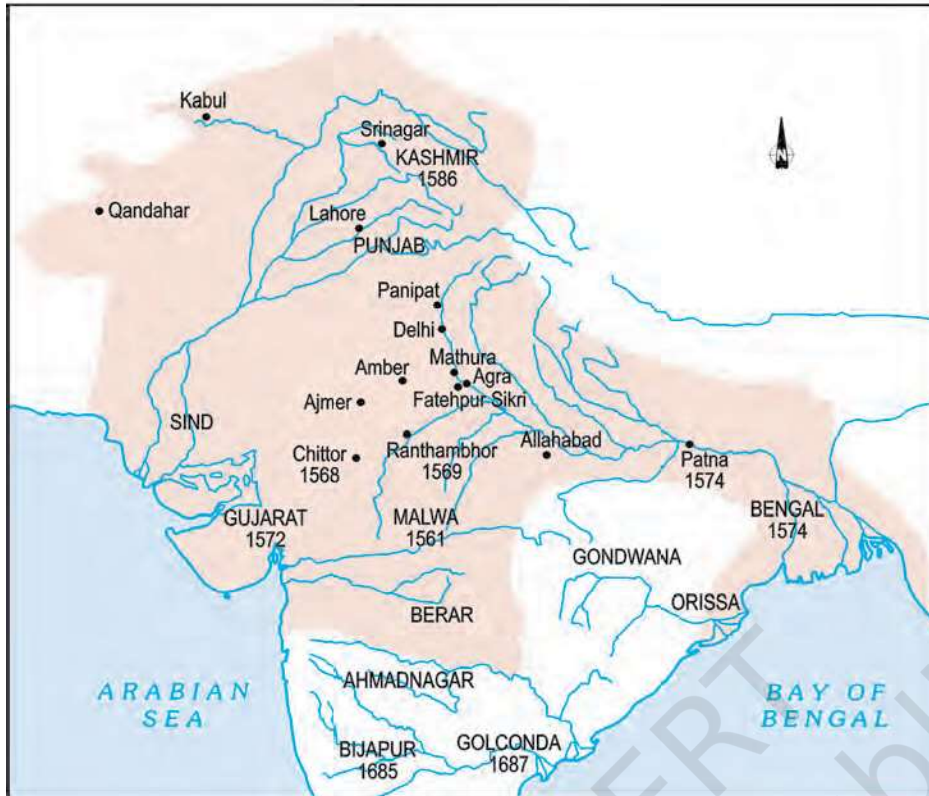 Kabul
Srinagar
KASHMIR
1586
Qandahar
Lahore
PUNJAB
Panipat
Delhi
Mathura
Amber
Agra
Fatehpur Sikri
Ajmer
SIND
Ranthambhor
1569
Allahabad
Chittor
1568
Patna
1574
GUJARAT
1572
MALWA
1561
BENGAL
1574
GONDWANA
BERAR
ORISSA
AHMADNAGAR
ARABIAN
SEA
BAY OF
BENGAL
BIJAPUR
1685
GOLCONDA
1687
N